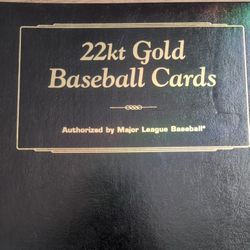 22kt Gold
Baseball Cards
Authorized by Major League Baseball®